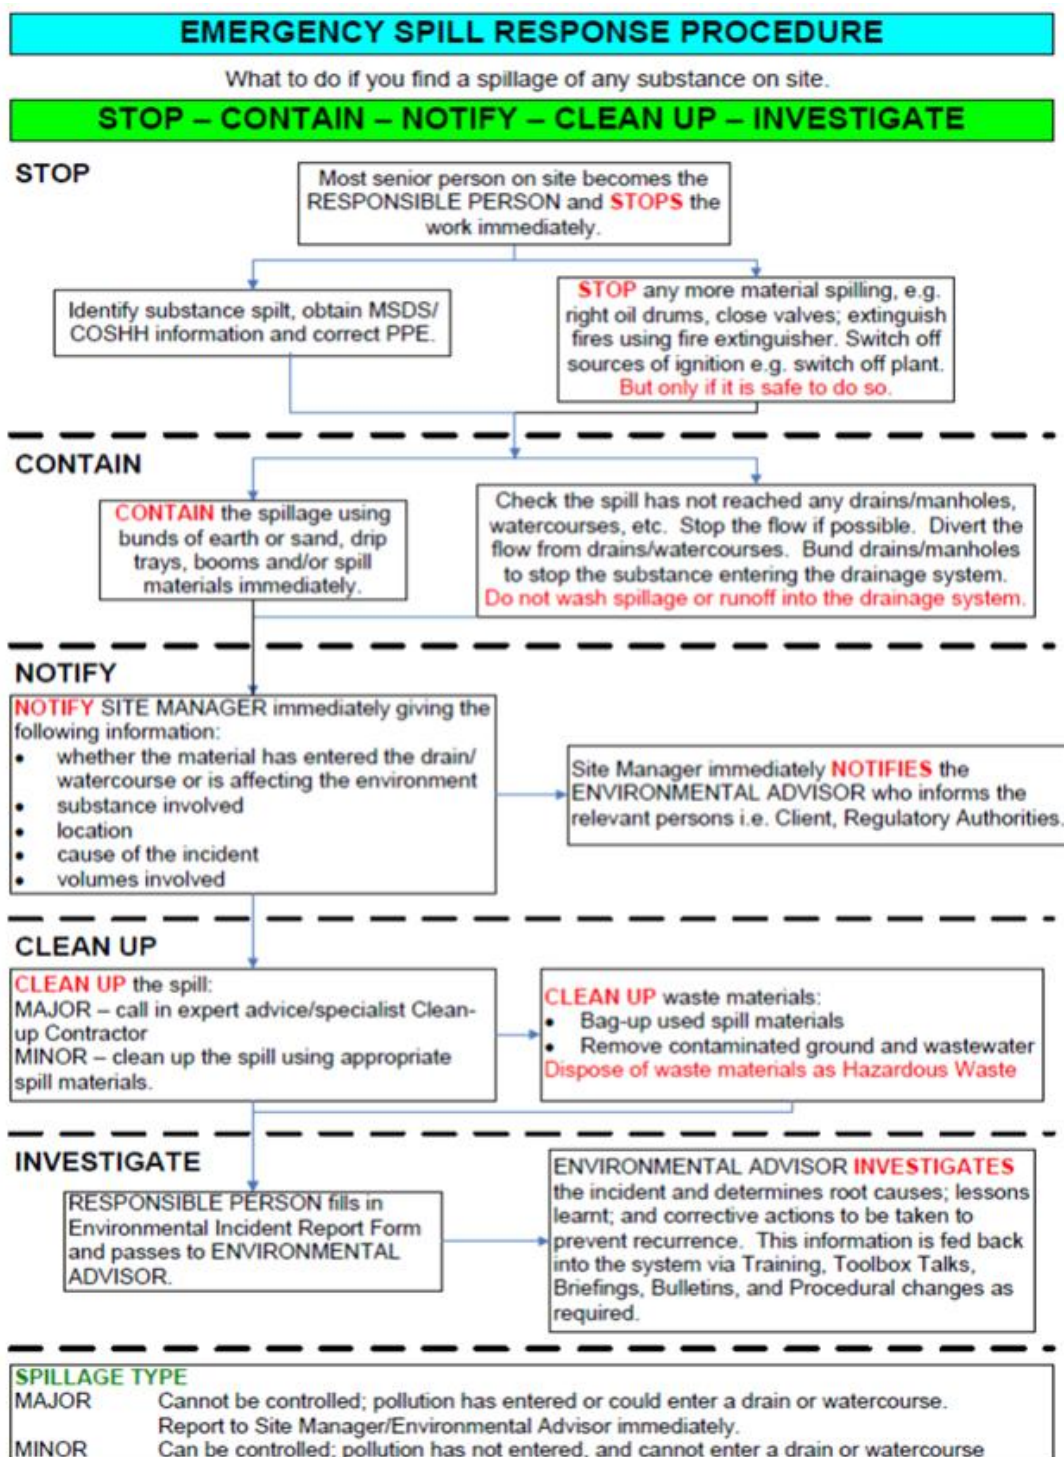 EMERGENCY SPILL RESPONSE PROCEDURE
What to do if you find a spillage of any substance on site.
STOP – CONTAIN – NOTIFY – CLEAN UP – INVESTIGATE
STOP
Most senior person on site becomes the
RESPONSIBLE PERSON and STOPS the
work immediately.
Identify substance spilt, obtain MSDS/
COSHH information and correct PPE.
STOP any more material spilling, e.g.
right oil drums, close valves; extinguish
fires using fire extinguisher. Switch off
sources of ignition e.g. switch off plant.
But only if it is safe to do so.
CONTAIN
CONTAIN the spillage using
bunds of earth or sand, drip
trays, booms and/or spill
materials immediately.
Check the spill has not reached any drains/manholes,
watercourses, etc. Stop the flow if possible. Divert the
flow from drains/watercourses. Bund drains/manholes
to stop the substance entering the drainage system.
Do not wash spillage or runoff into the drainage system.
NOTIFY
NOTIFY SITE MANAGER immediately giving the
following information:
• whether the material has entered the drain/
watercourse or is affecting the environment
• substance involved
• location
• cause of the incident
• volumes involved
Site Manager immediately NOTIFIES the
ENVIRONMENTAL ADVISOR who informs the
relevant persons i.e. Client, Regulatory Authorities.
CLEAN UP
CLEAN UP the spill:
MAJOR – call in expert advice/specialist Clean-
up Contractor
MINOR – clean up the spill using appropriate
spill materials.
CLEAN UP waste materials:
• Bag-up used spill materials
• Remove contaminated ground and wastewater
Dispose of waste materials as Hazardous Waste
INVESTIGATE
RESPONSIBLE PERSON fills in
Environmental Incident Report Form
and passes to ENVIRONMENTAL
ADVISOR.
ENVIRONMENTAL ADVISOR INVESTIGATES
the incident and determines root causes; lessons
learnt; and corrective actions to be taken to
prevent recurrence. This information is fed back
into the system via Training, Toolbox Talks,
Briefings, Bulletins, and Procedural changes as
required.
SPILLAGE TYPE
MAJOR Cannot be controlled; pollution has entered or could enter a drain or watercourse.
Report to Site Manager/Environmental Advisor immediately.
MINOR Can be controlled; pollution has not entered, and cannot enter a drain or watercourse